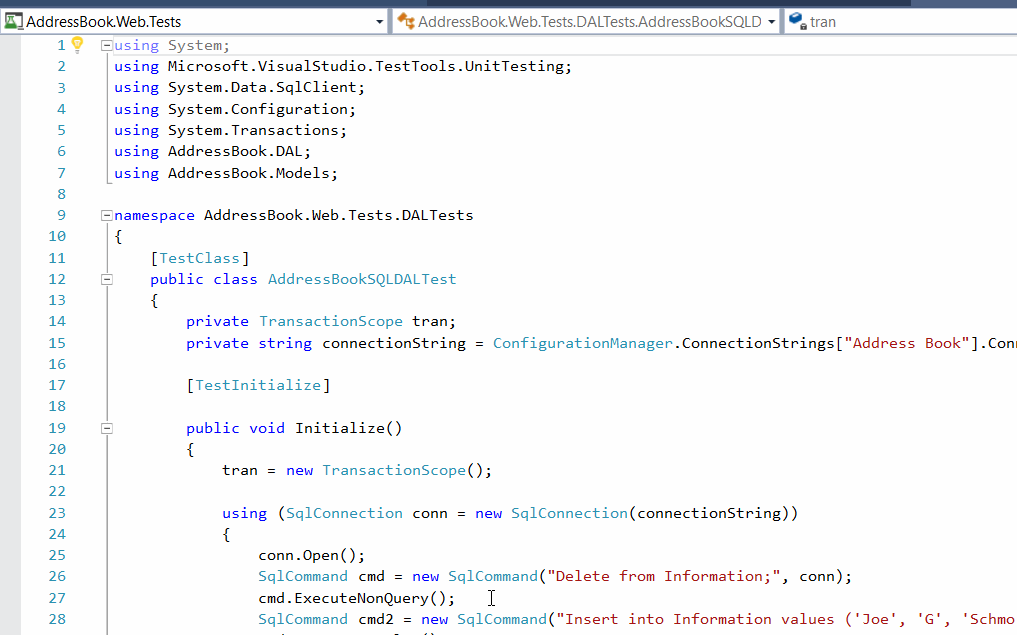 AddressBook.Web.Tests AddressBook.Web.Tests.DALTests.AddressBookSQLD tran
1 using System;
2 using Microsoft.VisualStudio.TestTools.UnitTesting;
3 using System.Data.SqlClient;
4 using System.Configuration;
5 using System.Transactions;
6 using AddressBook.DAL;
7 using AddressBook.Models;
8
9 namespace AddressBook.Web.Tests.DALTests
10 {
11 [TestClass]
12 public class AddressBookSQLDALTest
13 {
14 private TransactionScope tran;
15 private string connectionString = ConfigurationManager.ConnectionStrings["Address Book"].Conn
16
17 [TestInitialize]
18
19 public void Initialize()
20 {
21 tran = new TransactionScope();
22
23 using (SqlConnection conn = new SqlConnection(connectionString))
24 {
25 conn.Open();
26 SqlCommand cmd = new SqlCommand("Delete from Information;", conn);
27 cmd.ExecuteNonQuery();
28 SqlCommand cmd2 = new SqlCommand("Insert into Information values ('Joe', 'G', 'Schmo